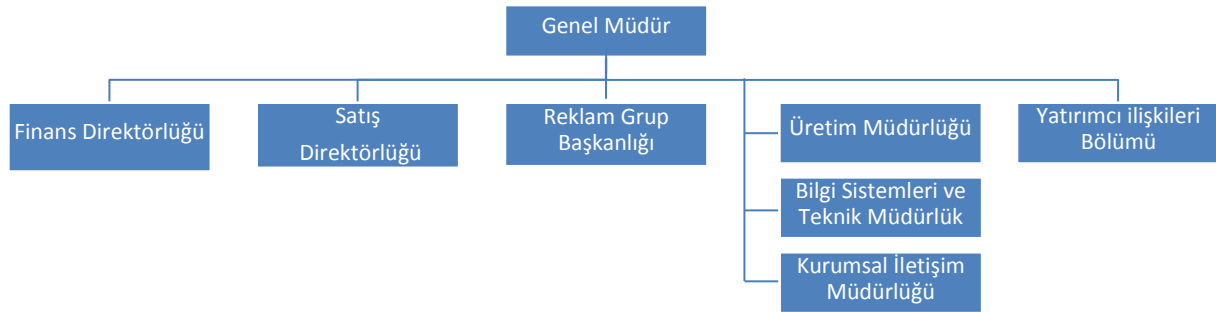 Genel Müdür
Finans Direktörlüğü
Satış
Direktörlüğü
Reklam Grup
Başkanlığı
Üretim Müdürlüğü
Yatırımcı ilişkileri
Bölümü
Bilgi Sistemleri ve
Teknik Müdürlük
Kurumsal İletişim
Müdürlüğü